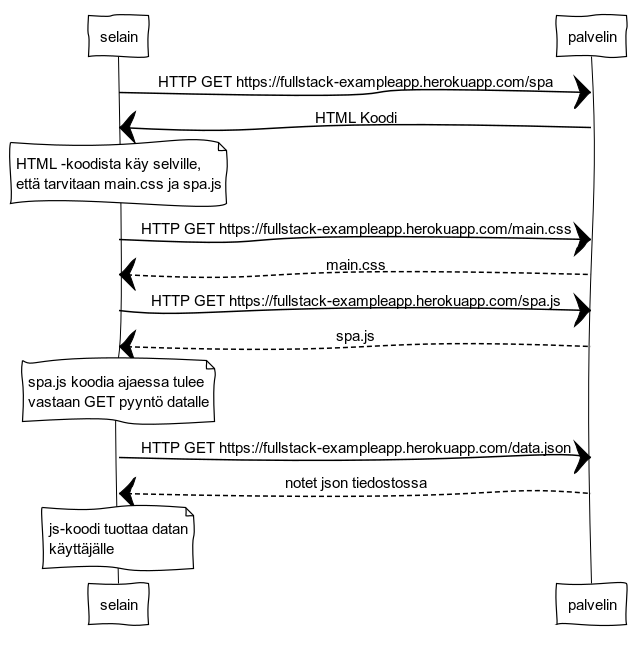 selain
palvelin
HTTP GET https://fullstack-exampleapp.herokuapp.com/spa
HTML Koodi
HTML -koodista käy selville,
että tarvitaan main.css ja spa.js
HTTP GET https://fullstack-exampleapp.herokuapp.com/main.css
main.css
HTTP GET https://fullstack-exampleapp.herokuapp.com/spa.js
spa.js
spa.js koodia ajaessa tulee
vastaan GET pyyntö datalle
HTTP GET https://fullstack-exampleapp.herokuapp.com/data.json
notet json tiedostossa
js-koodi tuottaa datan
käyttäjälle
selain
palvelin